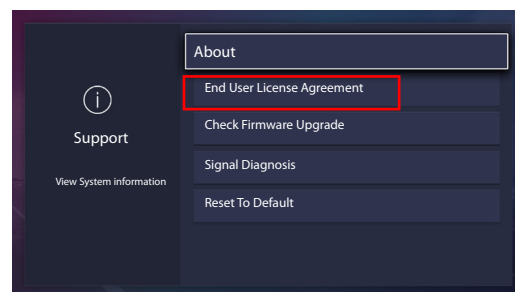 Support
View System information
About
End User License Agreement
Check Firmware Upgrade
Signal Diagnosis
Reset To Default